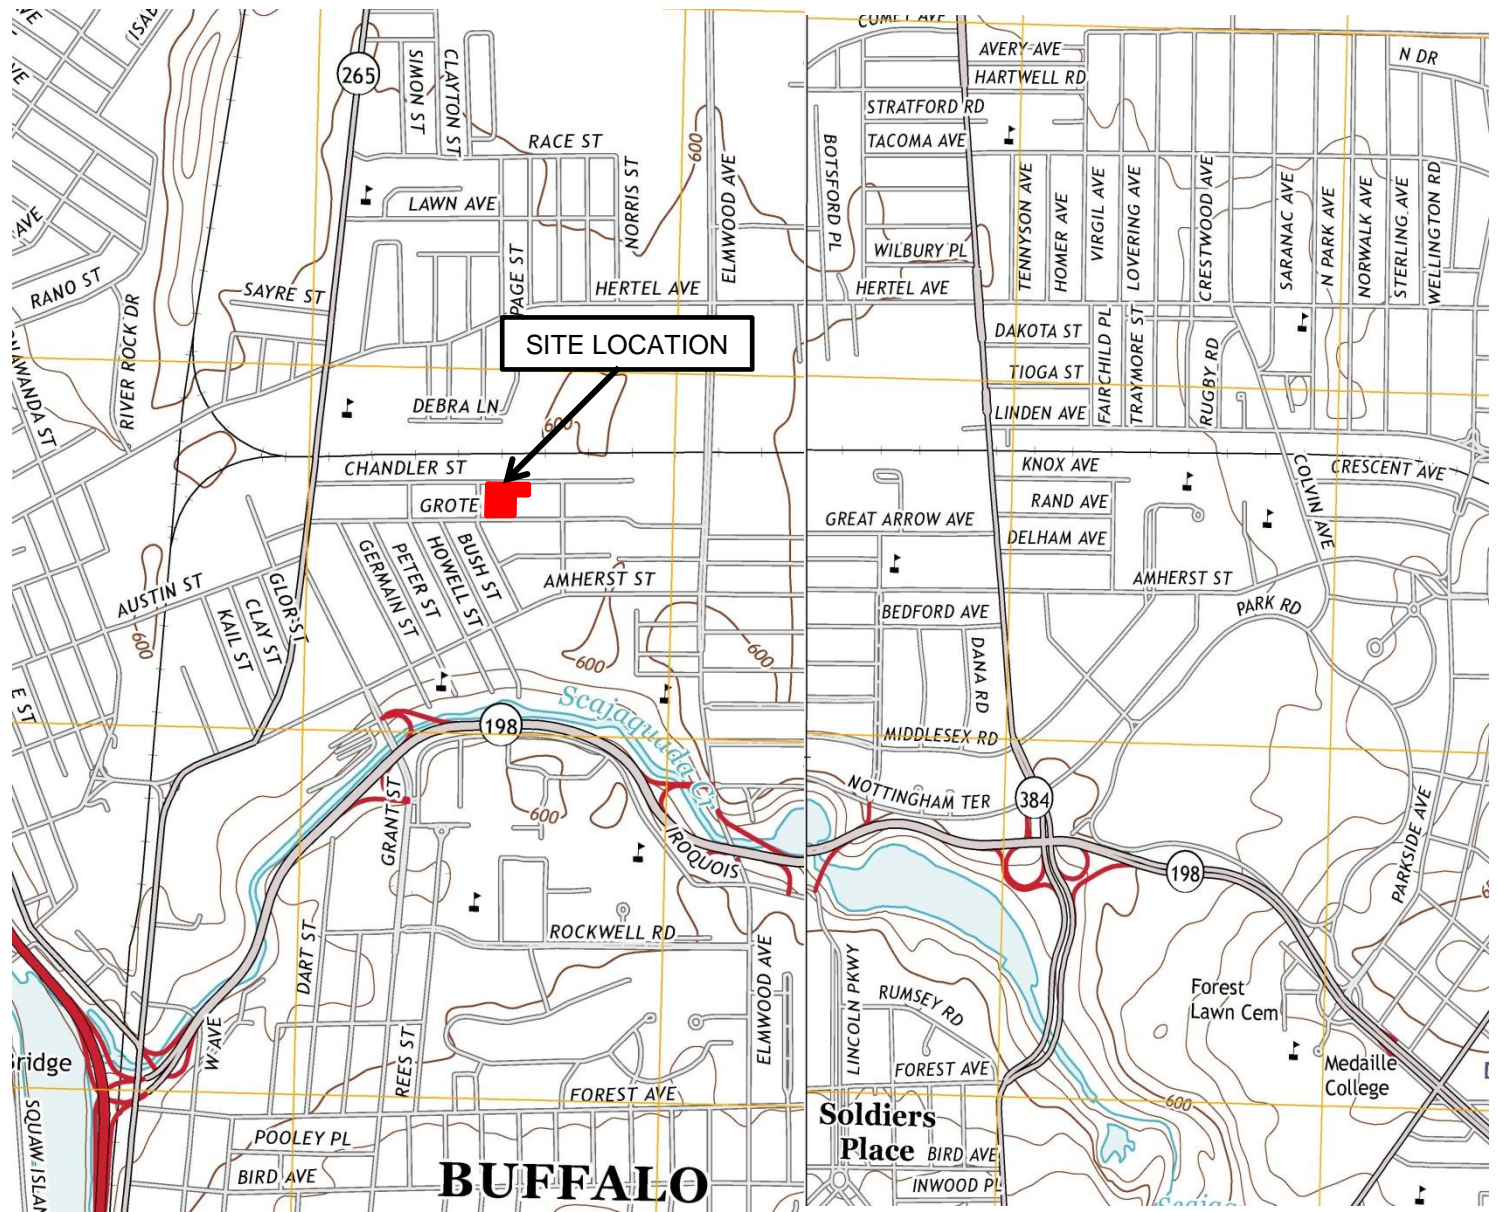 COMEY AVE
AVERY AVE
N DR
265
SIMON ST
CLAYTON ST
HARTWELL RD
STRATFORD RD
RACE ST
TACOMA AVE
BOTSFORD PL
600
NORRIS ST
ELMWOOD AVE
LAWN AVE
TENNYSON AVE
HOMER AVE
VIRGIL AVE
LOVERING AVE
CRESTWOOD AVE
SARANAC AVE
N PARK AVE
NORWALK AVE
STERLING AVE
WELLINGTON RD
AVE
WILBURY PL
RANO ST
SAYRE ST
PAGE ST
HERTEL AVE
HERTEL AVE
RIVER ROCK DR
DAKOTA ST
FAIRCHILD PL
TRAYMORE ST
RUGBY RD
SITE LOCATION
TIOGA ST
DEBRA LN
LINDEN AVE
600
CHANDLER ST
KNOX AVE
COLVIN AVE
CRESCENT AVE
GROTE
RAND AVE
GREAT ARROW AVE
DELHAM AVE
GERMAIN ST
PETER ST
HOWELL ST
BUSH ST
AMHERST ST
AMHERST ST
AUSTIN ST
GLOR ST
CLAY ST
KAIL ST
BEDFORD AVE
PARK RD
600
600
600
DANA RD
E ST
Scajaquada Cr
198
MIDDLESEX RD
NOTTINGHAM TER
384
GRANT ST
600
IROQUOIS
198
PARKSIDE AVE
DART ST
ROCKWELL RD
ELMWOOD AVE
LINCOLN PKWY
RUMSEY RD
Forest
Lawn Cem
W AVE
REES ST
Bridge
FOREST AVE
FOREST AVE
Medaille
College
600
SQUAW ISLAN
Soldiers
Place
POOLEY PL
BIRD AVE
BIRD AVE
INWOOD PL
BUFFALO